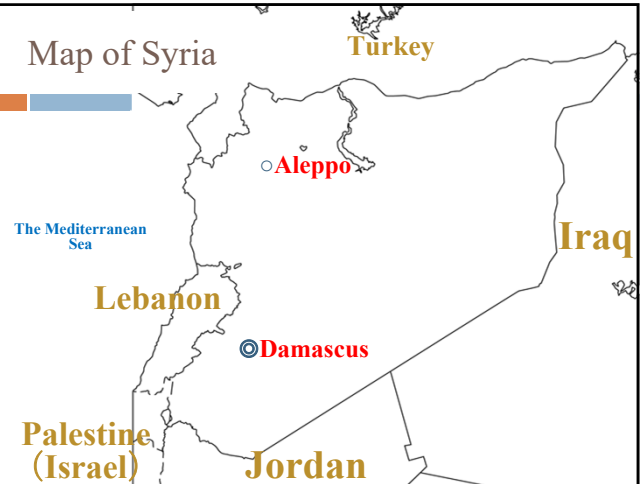 Map of Syria
Turkey
Aleppo
The Mediterranean
Sea
Iraq
Lebanon
Damascus
Palestine
（Israel）
Jordan